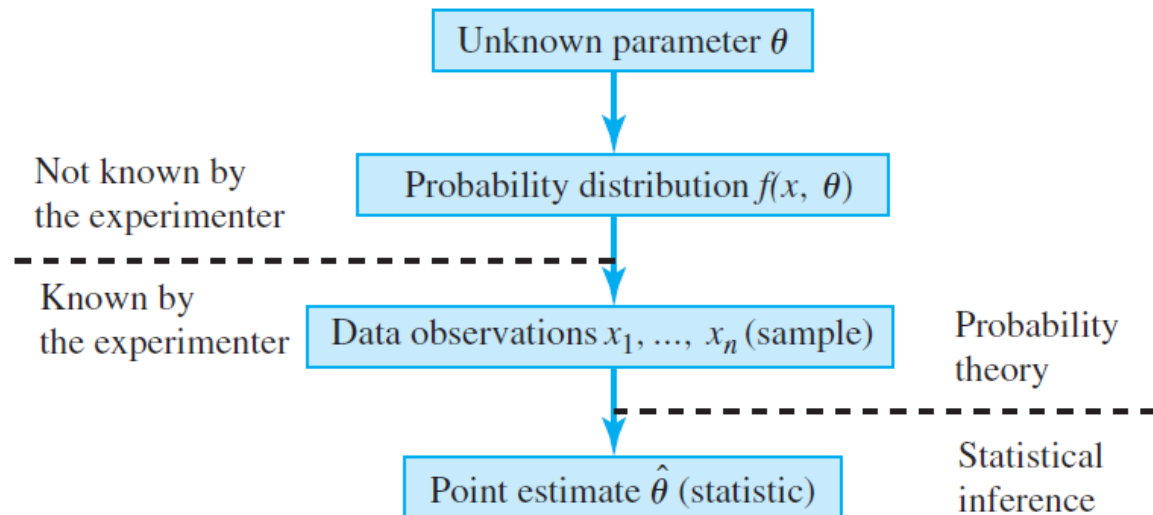 Unknown parameter θ
Not known by
the experimenter
Probability distribution f(x, θ)
Known by
the experimenter
Data observations x₁, ..., xₙ (sample)
Probability
theory
Point estimate θ̂ (statistic)
Statistical
inference